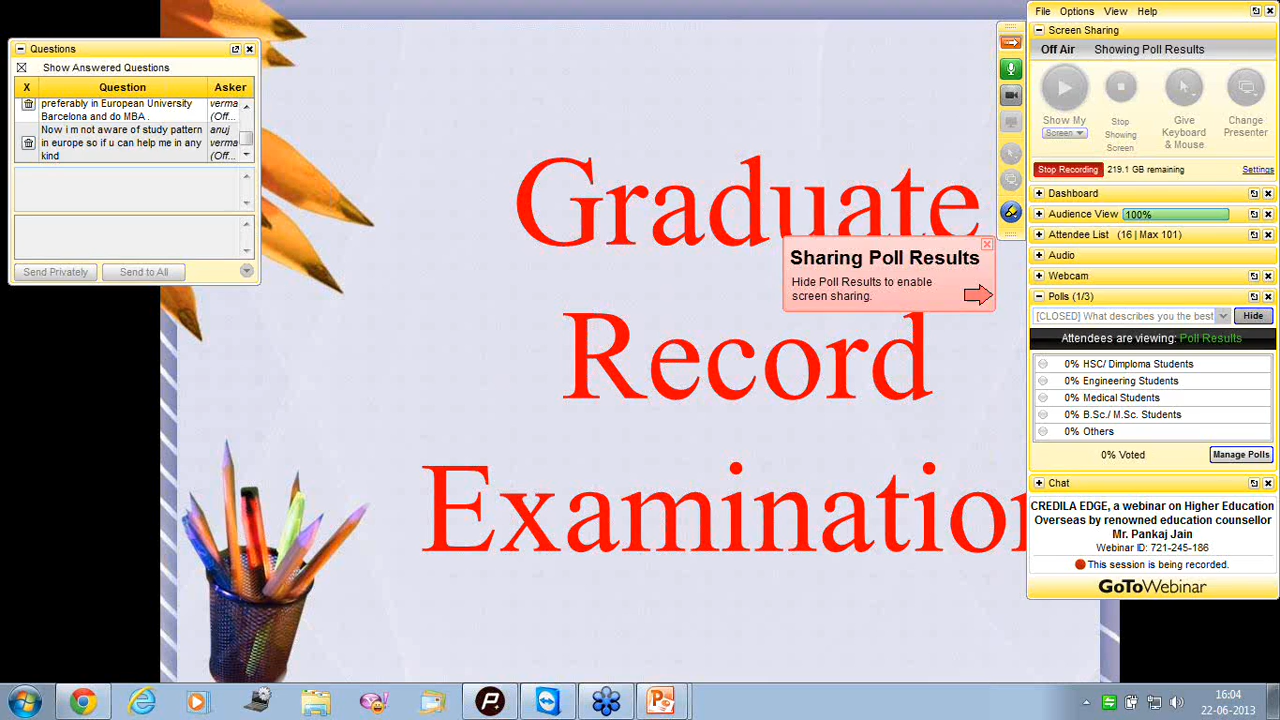 Questions
Show Answered Questions
X Question Asker
preferably in European University verma
Barcelona and do MBA . (Off...
Now i m not aware of study pattern anuj
in europe so if u can help me in any verma
kind (Off...
Send Privately Send to All
Graduate
Record
Examination
Sharing Poll Results
Hide Poll Results to enable
screen sharing.
File Options View Help
Screen Sharing
Off Air Showing Poll Results
Show My
Screen
Stop
Showing
Screen
Give
Keyboard
& Mouse
Change
Presenter
Stop Recording 219.1 GB remaining Settings
Dashboard
Audience View 100%
Attendee List (16 | Max 101)
Audio
Webcam
Polls (1/3)
[CLOSED] What describes you the best Hide
Attendees are viewing: Poll Results
0% HSC/ Dimploma Students
0% Engineering Students
0% Medical Students
0% B.Sc./ M.Sc. Students
0% Others
0% Voted Manage Polls
Chat
CREDILA EDGE, a webinar on Higher Education
Overseas by renowned education counsellor
Mr. Pankaj Jain
Webinar ID: 721-245-186
This session is being recorded.
GoToWebinar
16:04
22-06-2013